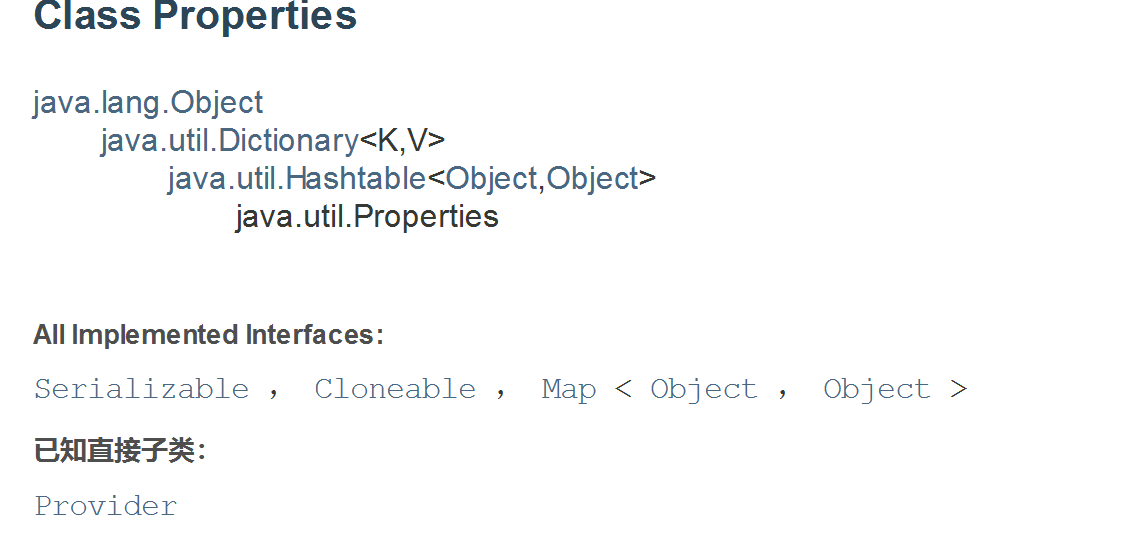 Class Properties
java.lang.Object
java.util.Dictionary<K,V>
java.util.Hashtable<Object,Object>
java.util.Properties
All Implemented Interfaces:
Serializable , Cloneable , Map < Object , Object >
已知直接子类：
Provider